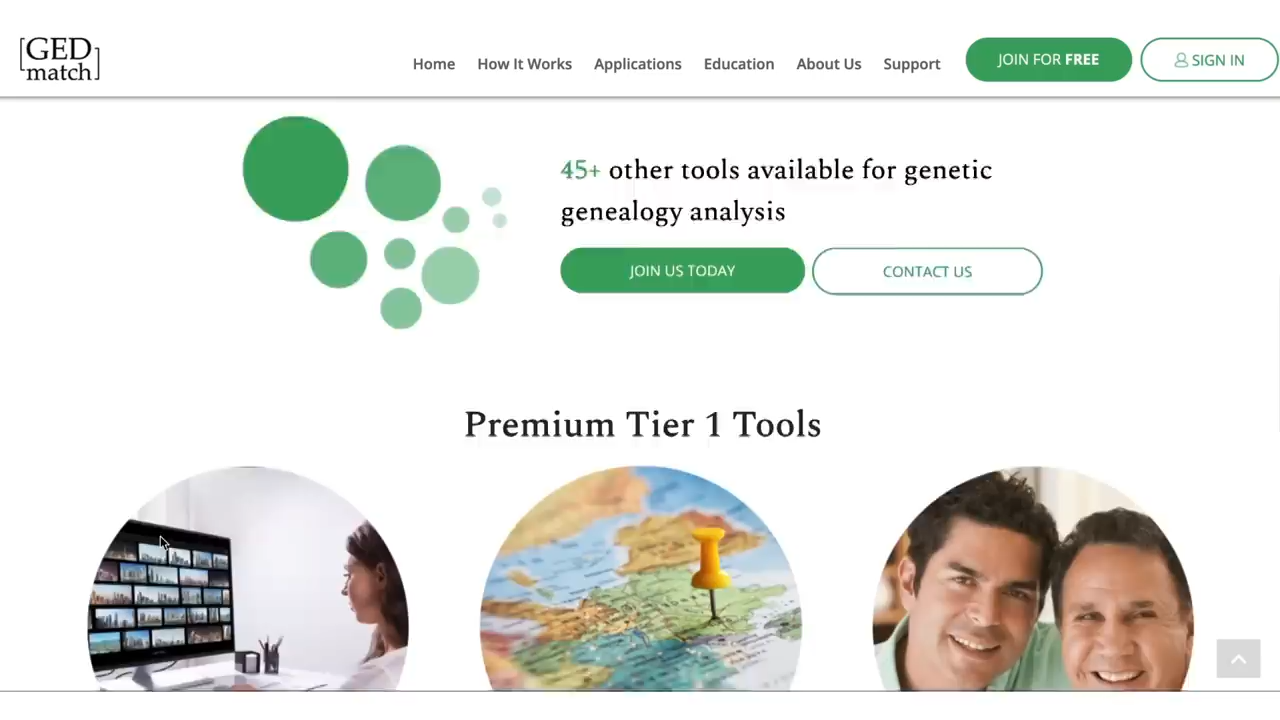 [GED
match]
Home
How It Works
Applications
Education
About Us
Support
JOIN FOR FREE
SIGN IN
45+ other tools available for genetic
genealogy analysis
JOIN US TODAY
CONTACT US
Premium Tier 1 Tools